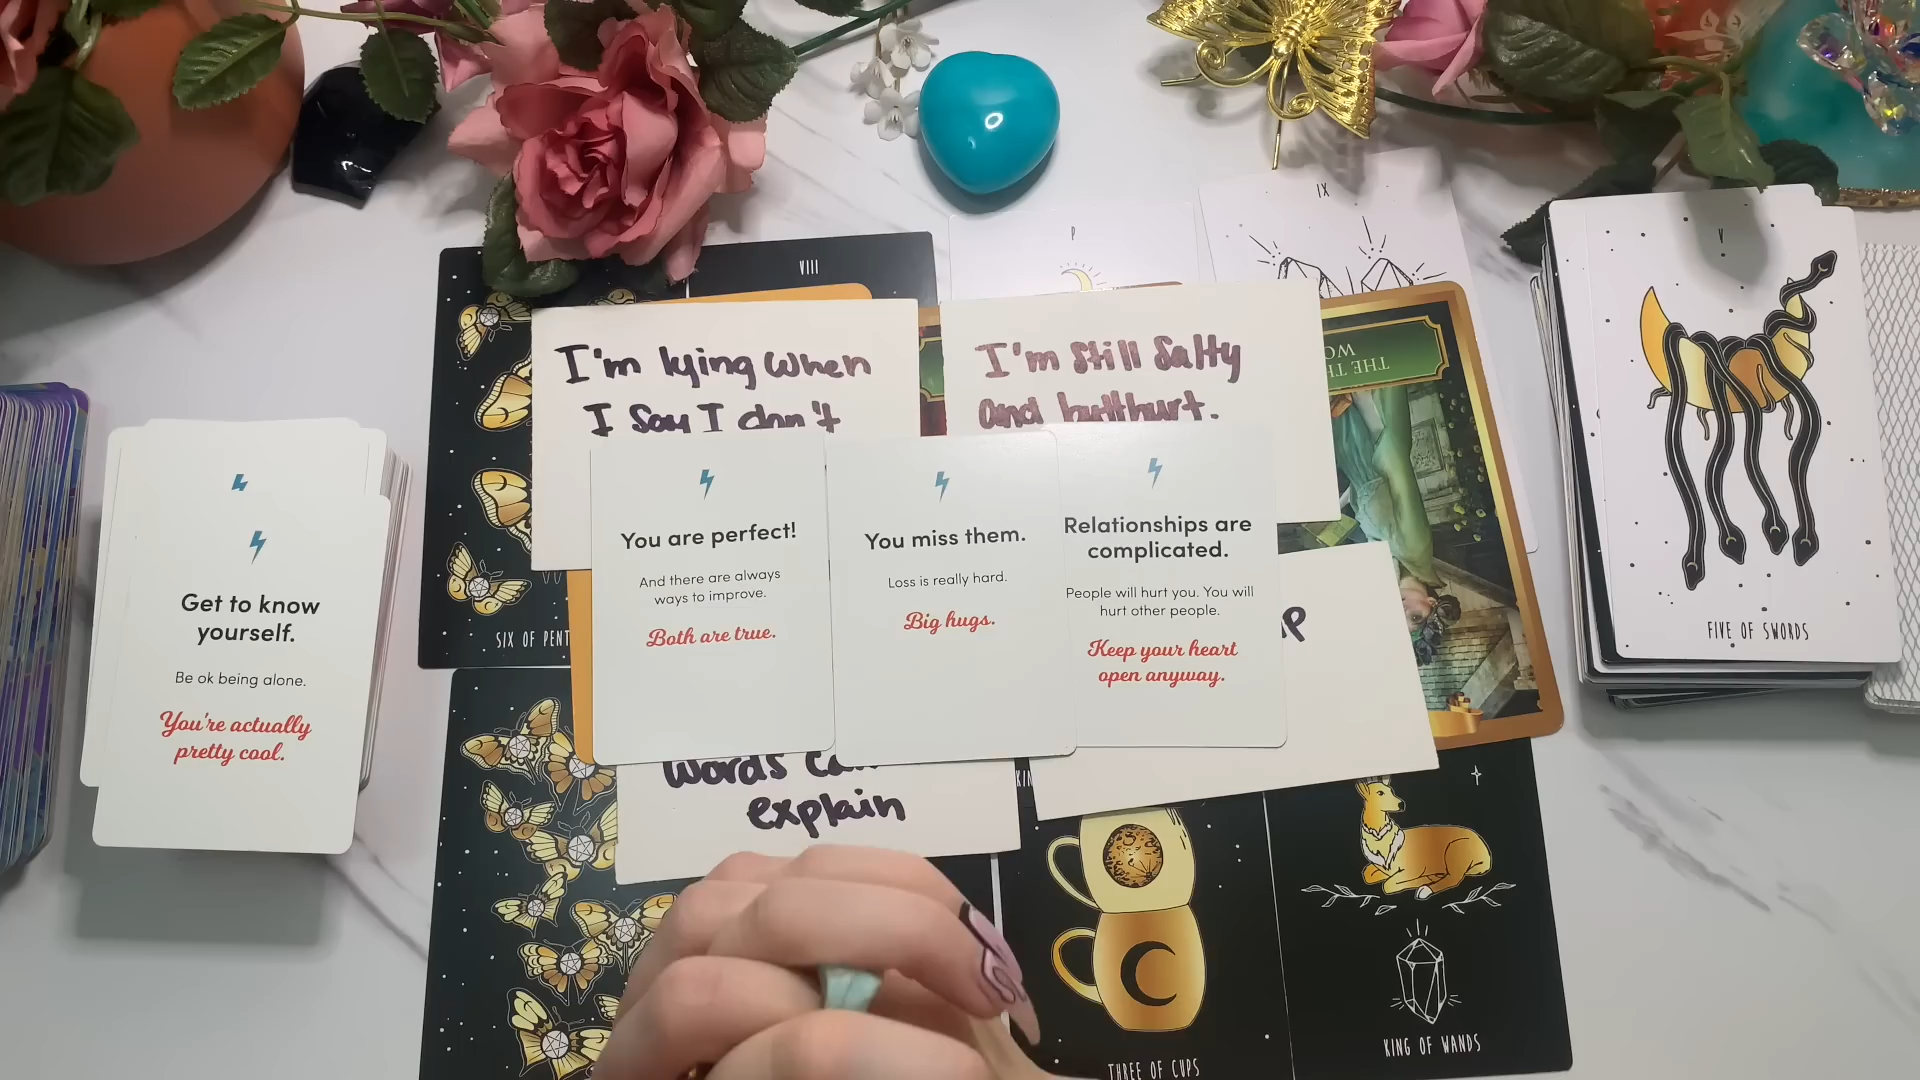 VIII
P
IX
I'm lying when
I say I don't
I'm still salty
and butthurt.
THE
V
FIVE OF SWORDS
SIX OF PENT
You are perfect!
And there are always
ways to improve.
Both are true.
You miss them.
Loss is really hard.
Big hugs.
Relationships are
complicated.
People will hurt you. You will
hurt other people.
Keep your heart
open anyway.
Get to know
yourself.
Be ok being alone.
You're actually
pretty cool.
words
explain
THREE OF CUPS
KING OF WANDS